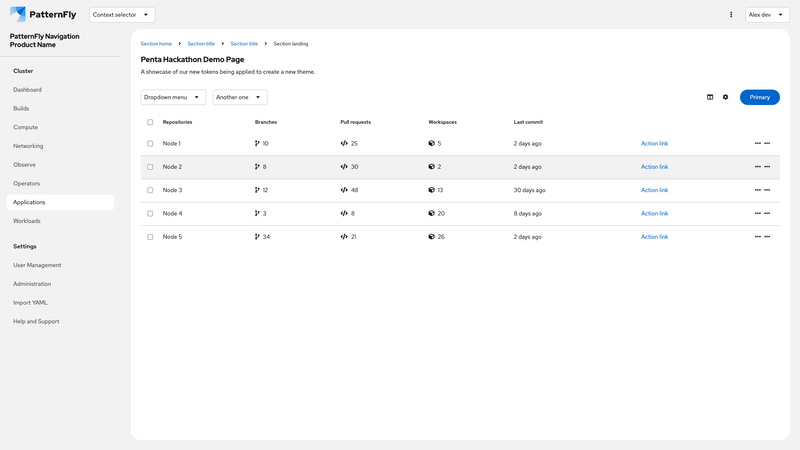 PatternFly
Context selector
Alex dev
PatternFly Navigation
Product Name
Cluster
Dashboard
Builds
Compute
Networking
Observe
Operators
Applications
Workloads
Settings
User Management
Administration
Import YAML
Help and Support
Section home
Section title
Section title
Section landing
Penta Hackathon Demo Page
A showcase of our new tokens being applied to create a new theme.
Dropdown menu
Another one
Primary
Repositories Branches Pull requests Workspaces Last commit
Node 1 10 25 5 2 days ago Action link
Node 2 8 30 2 2 days ago Action link
Node 3 12 48 13 30 days ago Action link
Node 4 3 8 20 8 days ago Action link
Node 5 34 21 26 2 days ago Action link